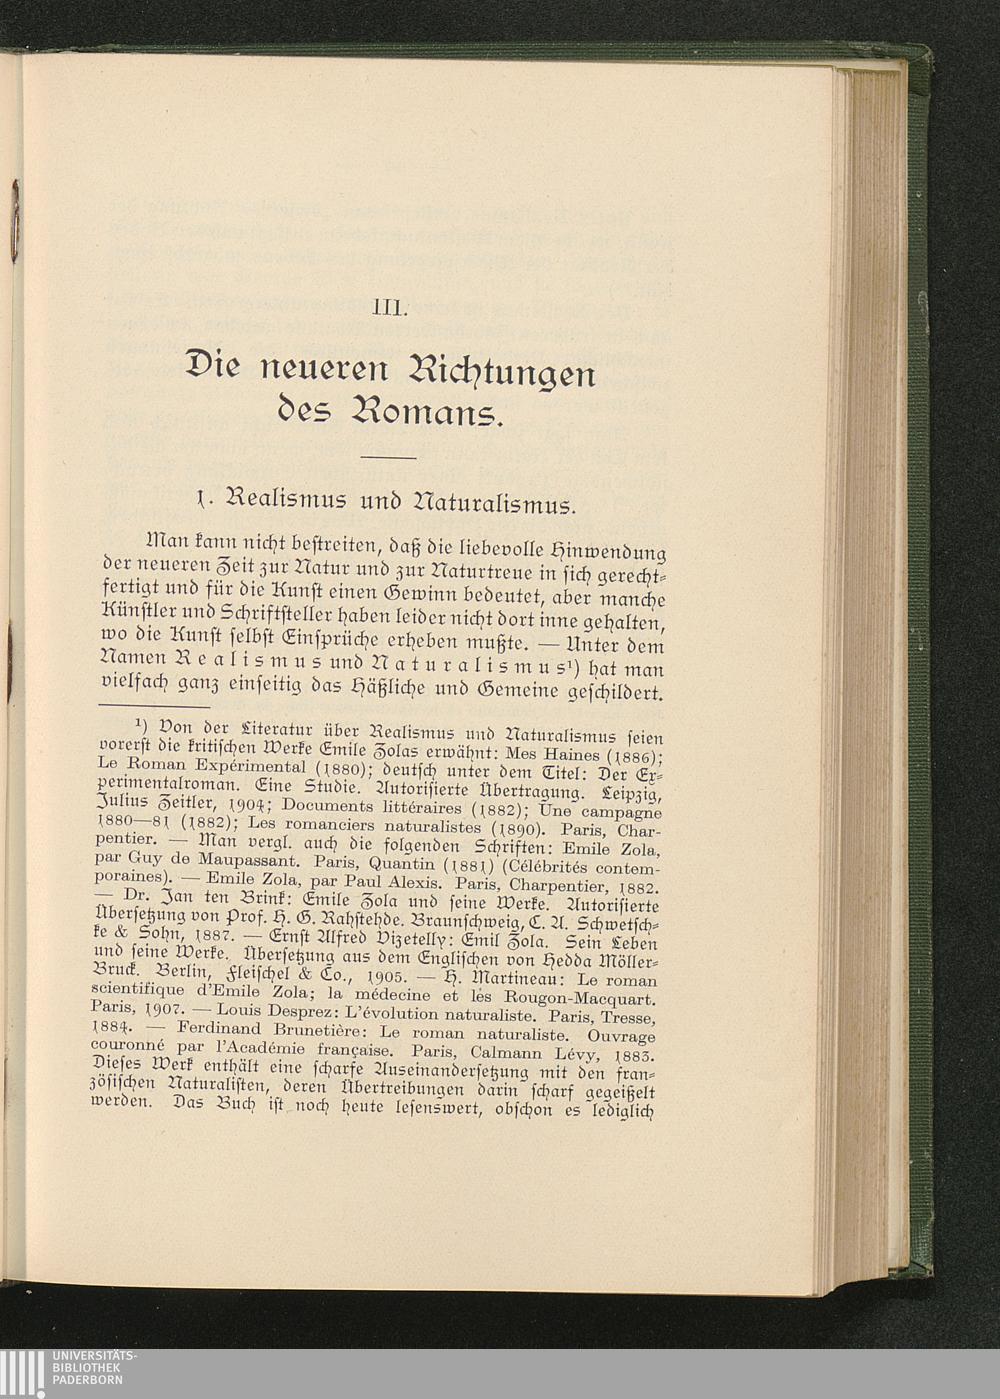 III.
Die neueren Richtungen
des Romans.
1. Realismus und Naturalismus.
Man kann nicht bestreiten, daß die liebevolle Hinwendung
der neueren Zeit zur Natur und zur Naturtreue in sich gerecht-
fertigt und für die Kunst einen Gewinn bedeutet, aber manche
Künstler und Schriftsteller haben leider nicht dort inne gehalten,
wo die Kunst selbst Einsprüche erheben mußte. — Unter dem
Namen Realismus und Naturalismus¹) hat man
vielfach ganz einseitig das Häßliche und Gemeine geschildert.
¹) Von der Literatur über Realismus und Naturalismus seien
vorerst die kritischen Werke Emile Zolas erwähnt: Mes Haines (1886);
Le Roman Expérimental (1880); deutsch unter dem Titel: Der Ex-
perimentalroman. Eine Studie. Autorisierte Übertragung. Leipzig,
Julius Zeitler, 1904; Documents littéraires (1882); Une campagne
1880—81 (1882); Les romanciers naturalistes (1890). Paris, Char-
pentier. — Man vergl. auch die folgenden Schriften: Emile Zola,
par Guy de Maupassant. Paris, Quantin (1881) (Célébrités contem-
poraines). — Emile Zola, par Paul Alexis. Paris, Charpentier, 1882.
— Dr. Jan ten Brink: Emile Zola und seine Werke. Autorisierte
Übersetzung von Prof. H. G. Rahstehde. Braunschweig, C. A. Schwetsch-
ke & Sohn, 1887. — Ernst Alfred Vizetelly: Emil Zola. Sein Leben
und seine Werke. Übersetzung aus dem Englischen von Hedda Möller-
Bruck. Berlin, Fleischel & Co., 1905. — H. Martineau: Le roman
scientifique d'Emile Zola; la médecine et lés Rougon-Macquart.
Paris, 1907. — Louis Desprez: L'évolution naturaliste. Paris, Tresse,
1884. — Ferdinand Brunetière: Le roman naturaliste. Ouvrage
couronné par l'Académie française. Paris, Calmann Lévy, 1883.
Dieses Werk enthält eine scharfe Auseinandersetzung mit den fran-
zösischen Naturalisten, deren Übertreibungen darin scharf gegeißelt
werden. Das Buch ist noch heute lesenswert, obschon es lediglich
UNIVERSITÄTS-
BIBLIOTHEK
PADERBORN